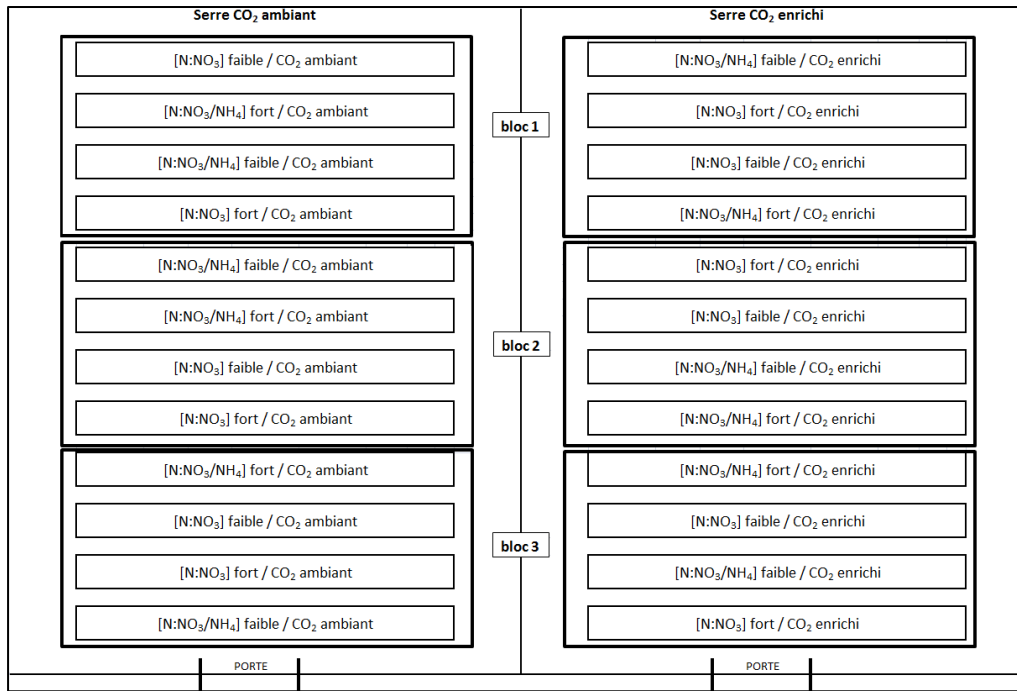 Serre CO₂ ambiant
[N:NO₃] faible / CO₂ ambiant
[N:NO₃/NH₄] fort / CO₂ ambiant
[N:NO₃/NH₄] faible / CO₂ ambiant
[N:NO₃] fort / CO₂ ambiant
[N:NO₃/NH₄] faible / CO₂ ambiant
[N:NO₃/NH₄] fort / CO₂ ambiant
[N:NO₃] faible / CO₂ ambiant
[N:NO₃] fort / CO₂ ambiant
[N:NO₃/NH₄] fort / CO₂ ambiant
[N:NO₃] faible / CO₂ ambiant
[N:NO₃] fort / CO₂ ambiant
[N:NO₃/NH₄] faible / CO₂ ambiant
PORTE
bloc 1
bloc 2
bloc 3
Serre CO₂ enrichi
[N:NO₃/NH₄] faible / CO₂ enrichi
[N:NO₃] fort / CO₂ enrichi
[N:NO₃] faible / CO₂ enrichi
[N:NO₃/NH₄] fort / CO₂ enrichi
[N:NO₃] fort / CO₂ enrichi
[N:NO₃] faible / CO₂ enrichi
[N:NO₃/NH₄] faible / CO₂ enrichi
[N:NO₃/NH₄] fort / CO₂ enrichi
[N:NO₃/NH₄] fort / CO₂ enrichi
[N:NO₃] faible / CO₂ enrichi
[N:NO₃/NH₄] faible / CO₂ enrichi
[N:NO₃] fort / CO₂ enrichi
PORTE